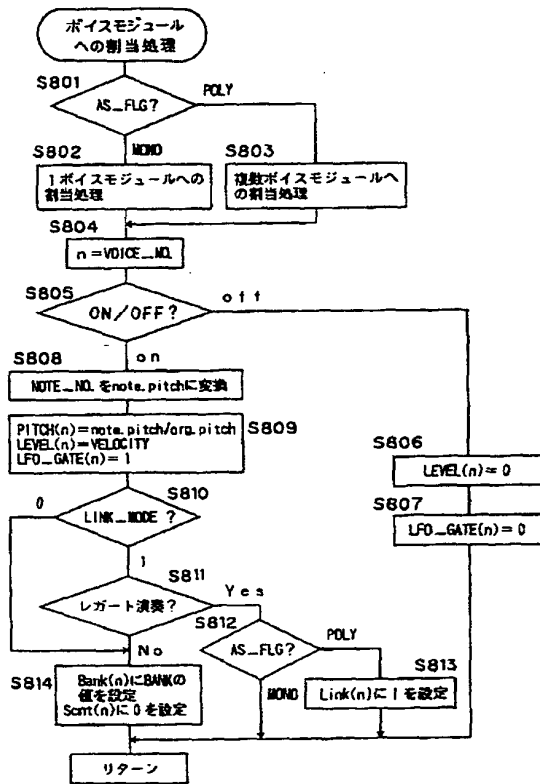 ボイスモジュール
への割当処理
S801
AS_FLG?
POLY
MONO
S802
1ボイスモジュールへの
割当処理
S803
複数ボイスモジュールへ
の割当処理
S804
n=VOICE_NO.
S805
ON/OFF?
off
on
S808
NOTE_NO.をnote_pitchに変換
PITCH(n)=note_pitch/org_pitch
LEVEL(n)=VELOCITY
LFO_GATE(n)=1
S809
S806
LEVEL(n)=0
S807
LFO_GATE(n)=0
S810
LINK_MODE?
0
1
S811
レガート演奏?
Yes
No
S812
AS_FLG?
POLY
MONO
S813
Link(n)に1を設定
S814
Bank(n)にBANKの
値を設定
Scnt(n)に0を設定
リターン